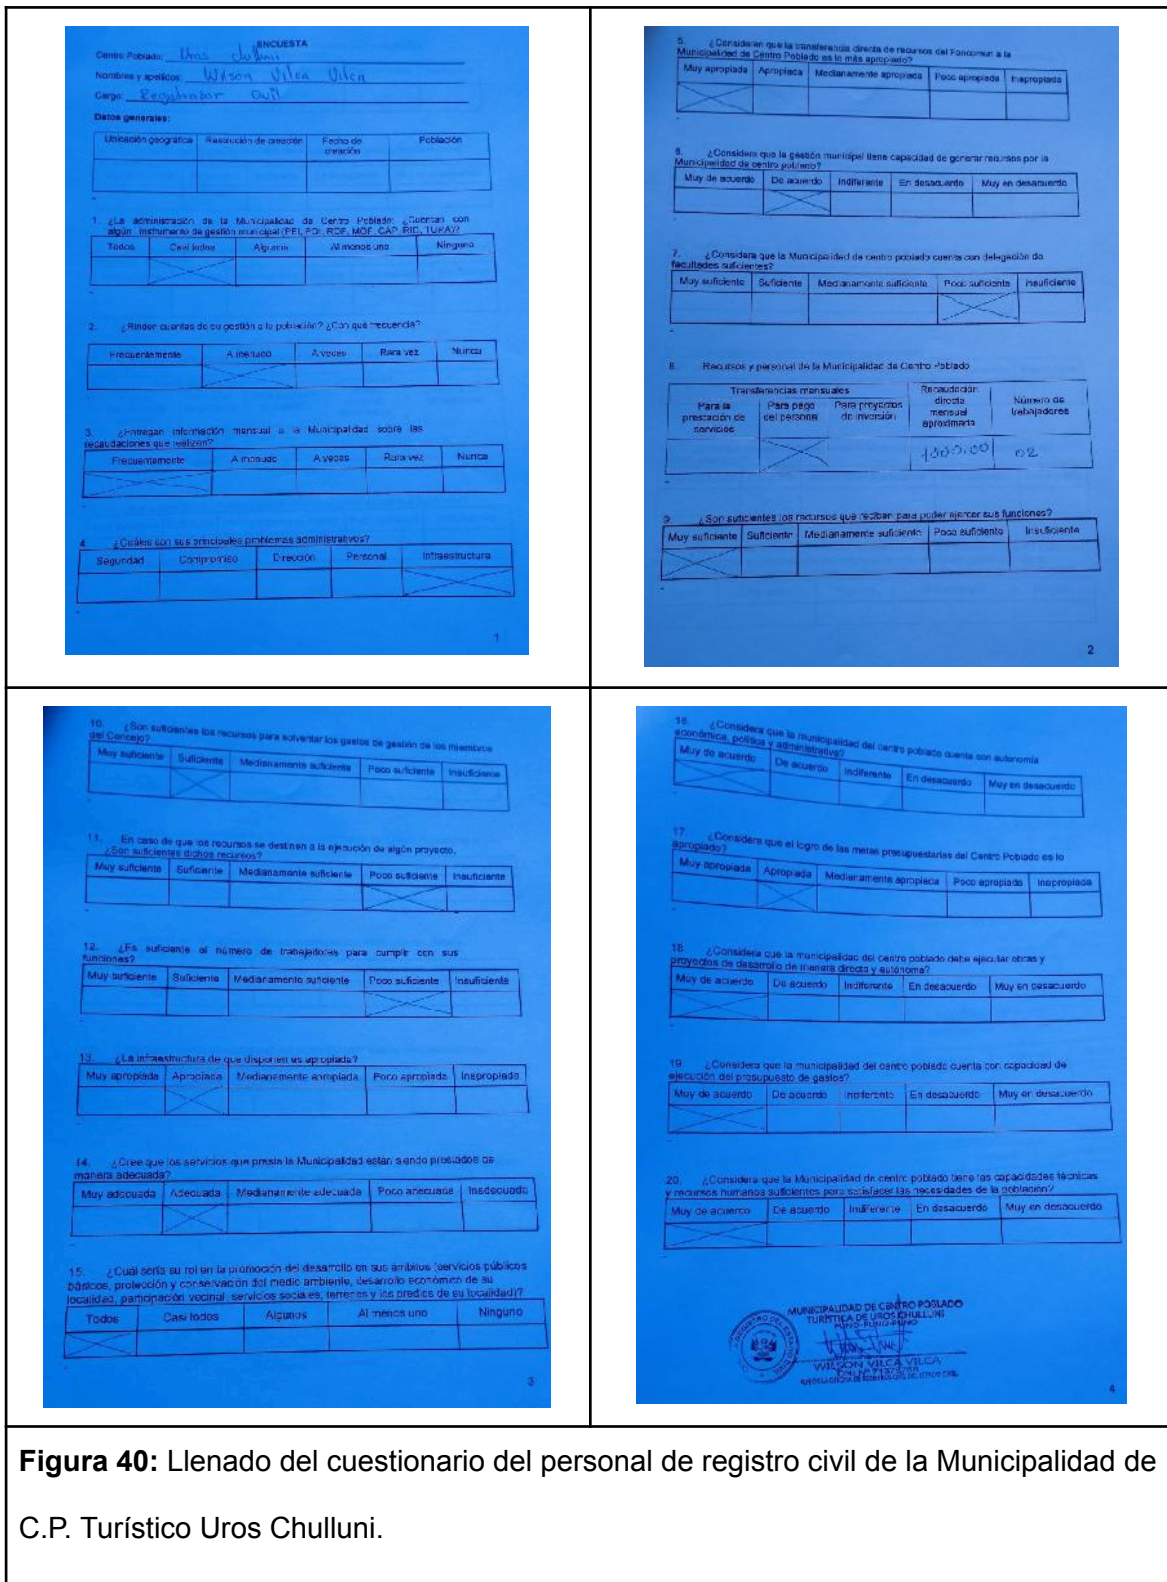 ENCUESTA
Centro Poblado: Uros Chulluni
Nombres y apellidos: Wilson Vilca Vilca
Cargo: Registrador Civil
Datos generales:
Ubicación geográfica Resolución de creación Fecha de creación Población
1. ¿La administración de la Municipalidad de Centro Poblado: ¿Cuentan con
algún instrumento de gestión municipal (PEI, POI, ROF, MOF, CAP, RIC, TUPA)?
Todos Casi todos Algunos Al menos uno Ninguno
2. ¿Rinden cuentas de su gestión a la población? ¿Con qué frecuencia?
Frecuentemente A menudo A veces Rara vez Nunca
3. ¿Entregan información mensual a la Municipalidad sobre las
recaudaciones que realizan?
Frecuentemente A menudo A veces Rara vez Nunca
4. ¿Cuáles son sus principales problemas administrativos?
Seguridad Compromiso Dirección Personal Infraestructura
1
5. ¿Consideran que la transferencia directa de recursos del Foncomun a la
Municipalidad de Centro Poblado es lo más apropiado?
Muy apropiada Apropiada Medianamente apropiada Poco apropiada Inapropiada
6. ¿Considera que la gestión municipal tiene capacidad de generar recursos por la
Municipalidad de centro poblado?
Muy de acuerdo De acuerdo Indiferente En desacuerdo Muy en desacuerdo
7. ¿Considera que la Municipalidad de centro poblado cuenta con delegación de
facultades suficientes?
Muy suficiente Suficiente Medianamente suficiente Poco suficiente Insuficiente
8. Recursos y personal de la Municipalidad de Centro Poblado
Transferencias mensuales
Para la prestación de servicios Para pago del personal Para proyectos de inversión Recaudación directa mensual aproximada Número de trabajadores
1000.00 02
9. ¿Son suficientes los recursos que reciben para poder ejercer sus funciones?
Muy suficiente Suficiente Medianamente suficiente Poco suficiente Insuficiente
2
10. ¿Son suficientes los recursos para solventar los gastos de gestión de los miembros
del Concejo?
Muy suficiente Suficiente Medianamente suficiente Poco suficiente Insuficiente
11. En caso de que los recursos se destinen a la ejecución de algún proyecto,
¿Son suficientes dichos recursos?
Muy suficiente Suficiente Medianamente suficiente Poco suficiente Insuficiente
12. ¿Es suficiente el número de trabajadores para cumplir con sus
funciones?
Muy suficiente Suficiente Medianamente suficiente Poco suficiente Insuficiente
13. ¿La infraestructura de que disponen es apropiada?
Muy apropiada Apropiada Medianamente apropiada Poco apropiada Inapropiada
14. ¿Cree que los servicios que presta la Municipalidad están siendo prestados de
manera adecuada?
Muy adecuada Adecuada Medianamente adecuada Poco adecuada Inadecuada
15. ¿Cuál sería su rol en la promoción del desarrollo en sus ámbitos (servicios públicos
básicos, protección y conservación del medio ambiente, desarrollo económico de su
localidad, participación vecinal, servicios sociales, terrenos y los predios de su localidad)?
Todos Casi todos Algunos Al menos uno Ninguno
3
16. ¿Considera que la municipalidad del centro poblado cuenta con autonomía
económica, política y administrativa?
Muy de acuerdo De acuerdo Indiferente En desacuerdo Muy en desacuerdo
17. ¿Considera que el logro de las metas presupuestarias del Centro Poblado es lo
apropiado?
Muy apropiada Apropiada Medianamente apropiada Poco apropiada Inapropiada
18. ¿Considera que la municipalidad del centro poblado debe ejecutar obras y
proyectos de desarrollo de manera directa y autónoma?
Muy de acuerdo De acuerdo Indiferente En desacuerdo Muy en desacuerdo
19. ¿Considera que la municipalidad del centro poblado cuenta con capacidad de
ejecución del presupuesto de gastos?
Muy de acuerdo De acuerdo Indiferente En desacuerdo Muy en desacuerdo
20. ¿Considera que la Municipalidad de centro poblado tiene las capacidades técnicas
y recursos humanos suficientes para satisfacer las necesidades de la población?
Muy de acuerdo De acuerdo Indiferente En desacuerdo Muy en desacuerdo
MUNICIPALIDAD DE CENTRO POBLADO
TURÍSTICA DE UROS CHULLUNI
PUNO-PUNO-PUNO
WILSON VILCA VILCA
4
Figura 40: Llenado del cuestionario del personal de registro civil de la Municipalidad de
C.P. Turístico Uros Chulluni.